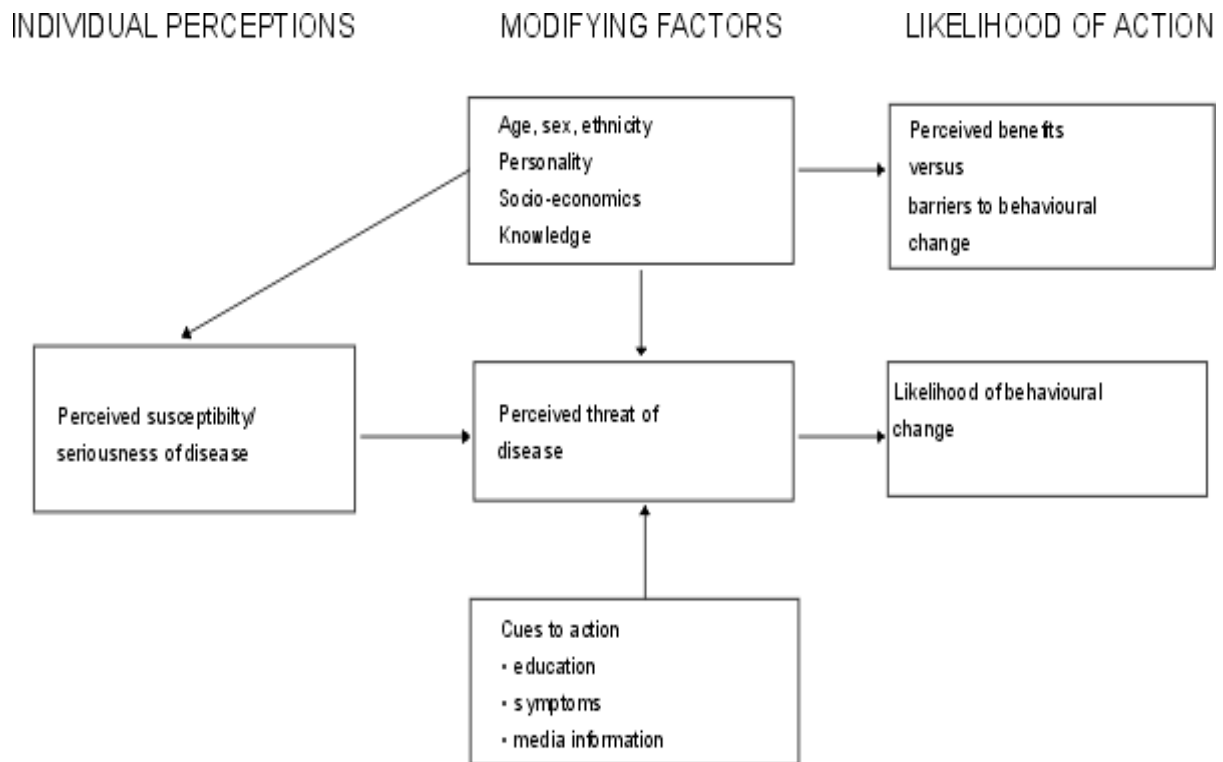 INDIVIDUAL PERCEPTIONS
MODIFYING FACTORS
LIKELIHOOD OF ACTION
Age, sex, ethnicity
Personality
Socio-economics
Knowledge
Perceived benefits
versus
barriers to behavioural
change
Perceived susceptibilty/
seriousness of disease
Perceived threat of
disease
Likelihood of behavioural
change
Cues to action
• education
• symptoms
• media information